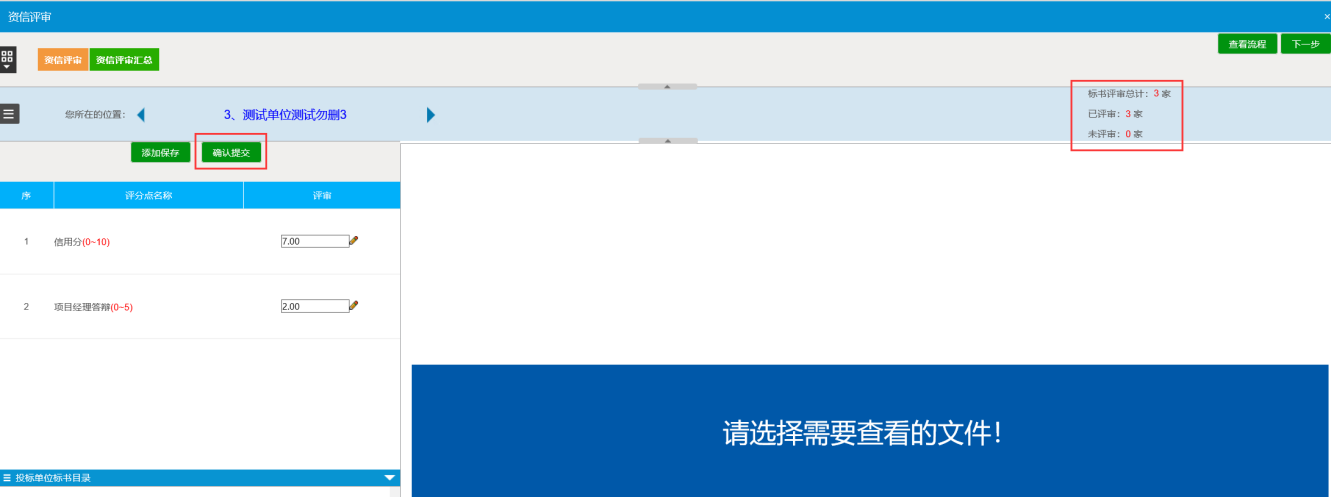 资信评审
×
查看流程 下一步
资信评审 资信评审汇总
标书评审总计：3 家
您所在的位置： 3、测试单位测试勿删3
已评审：3 家
未评审：0 家
添加保存 确认提交
序 评分点名称 评审
1 信用分(0~10) 7.00
2 项目经理答辩(0~5) 2.00
请选择需要查看的文件！
投标单位标书目录